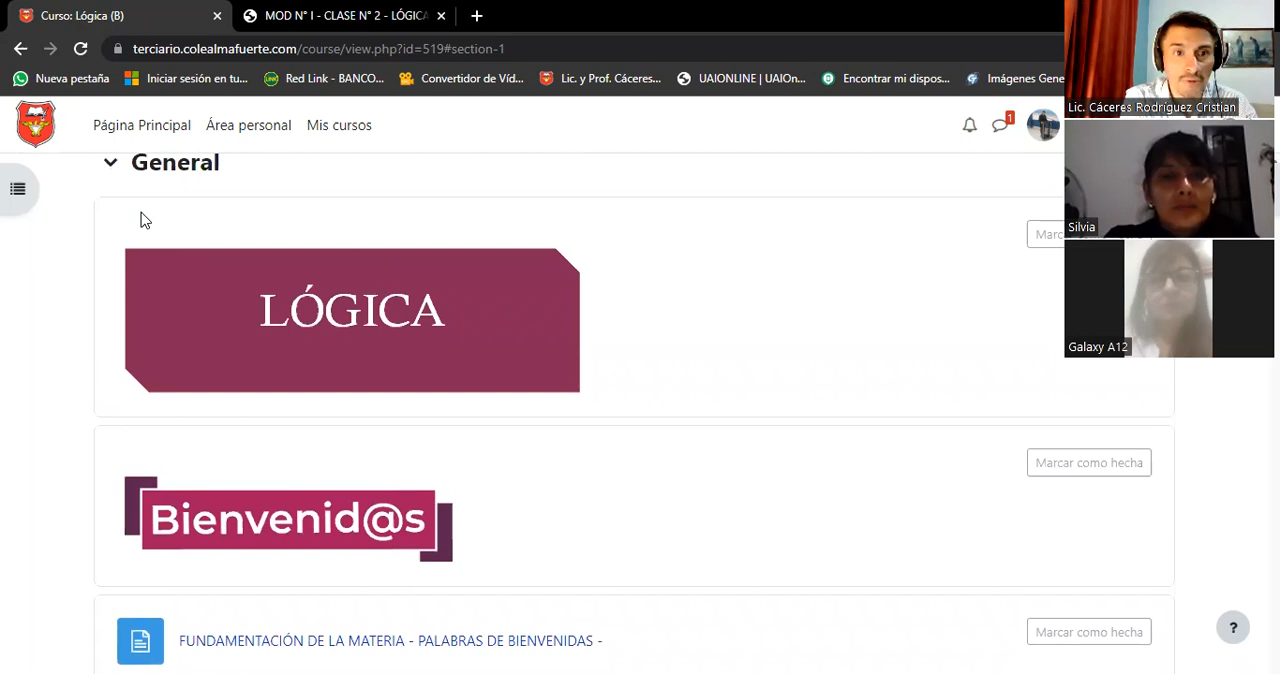 Curso: Lógica (B)
MOD N° I - CLASE N° 2 - LÓGICA
terciario.colealmafuerte.com/course/view.php?id=519#section-1
Nueva pestaña
Iniciar sesión en tu...
Red Link - BANCO...
Convertidor de Víd...
Lic. y Prof. Cáceres...
UAIONLINE | UAIOn...
Encontrar mi dispos...
Imágenes Gene
Lic. Cáceres Rodríguez Cristian
Página Principal
Área personal
Mis cursos
1
General
Silvia
Marc
LÓGICA
Galaxy A12
Marcar como hecha
Bienvenid@s
FUNDAMENTACIÓN DE LA MATERIA - PALABRAS DE BIENVENIDAS -
Marcar como hecha
?